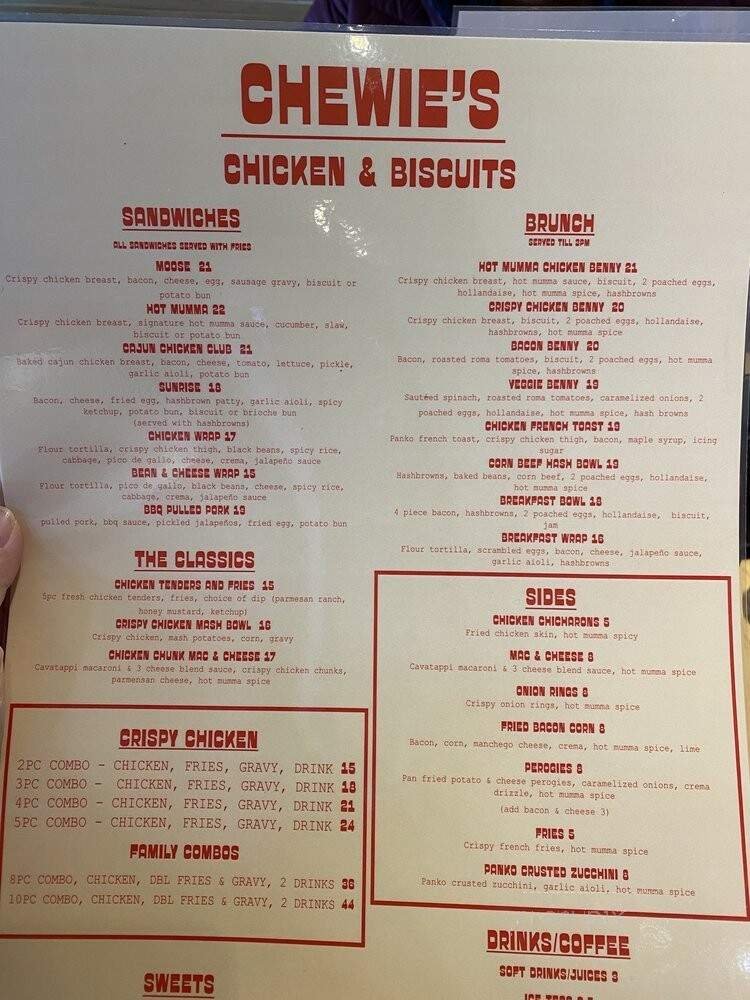 CHEWIE'S
CHICKEN & BISCUITS
SANDWICHES
ALL SANDWICHES SERVED WITH FRIES
MOOSE 21
Crispy chicken breast, bacon, cheese, egg, sausage gravy, biscuit or
potato bun
HOT MUMMA 22
Crispy chicken breast, signature hot mumma sauce, cucumber, slaw,
biscuit or potato bun
CAJUN CHICKEN CLUB 21
Baked cajun chicken breast, bacon, cheese, tomato, lettuce, pickle,
garlic aioli, potato bun
SUNRISE 18
Bacon, cheese, fried egg, hashbrown patty, garlic aioli, spicy
ketchup, potato bun, biscuit or brioche bun
(served with hashbrowns)
CHICKEN WRAP 17
Flour tortilla, crispy chicken thigh, black beans, spicy rice,
cabbage, pico de gallo, cheese, crema, jalapeño sauce
BEAN & CHEESE WRAP 15
Flour tortilla, pico de gallo, black beans, cheese, spicy rice,
cabbage, crema, jalapeño sauce
BBQ PULLED PORK 19
pulled pork, bbq sauce, pickled jalapeños, fried egg, potato bun
THE CLASSICS
CHICKEN TENDERS AND FRIES 15
5pc fresh chicken tenders, fries, choice of dip (parmesan ranch,
honey mustard, ketchup)
CRISPY CHICKEN MASH BOWL 16
Crispy chicken, mash potatoes, corn, gravy
CHICKEN CHUNK MAC & CHEESE 17
Cavatappi macaroni & 3 cheese blend sauce, crispy chicken chunks,
parmensan cheese, hot mumma spice
CRISPY CHICKEN
2PC COMBO - CHICKEN, FRIES, GRAVY, DRINK 15
3PC COMBO - CHICKEN, FRIES, GRAVY, DRINK 18
4PC COMBO - CHICKEN, FRIES, GRAVY, DRINK 21
5PC COMBO - CHICKEN, FRIES, GRAVY, DRINK 24
FAMILY COMBOS
8PC COMBO, CHICKEN, DBL FRIES & GRAVY, 2 DRINKS 36
10PC COMBO, CHICKEN, DBL FRIES & GRAVY, 2 DRINKS 44
SWEETS
BRUNCH
SERVED TILL 3PM
HOT MUMMA CHICKEN BENNY 21
Crispy chicken breast, hot mumma sauce, biscuit, 2 poached eggs,
hollandaise, hot mumma spice, hashbrowns
CRISPY CHICKEN BENNY 20
Crispy chicken breast, biscuit, 2 poached eggs, hollandaise,
hashbrowns, hot mumma spice
BACON BENNY 20
Bacon, roasted roma tomatoes, biscuit, 2 poached eggs, hot mumma
spice, hashbrowns
VEGGIE BENNY 19
Sautéed spinach, roasted roma tomatoes, caramelized onions, 2
poached eggs, hollandaise, hot mumma spice, hash browns
CHICKEN FRENCH TOAST 19
Panko french toast, crispy chicken thigh, bacon, maple syrup, icing
sugar
CORN BEEF HASH BOWL 19
Hashbrowns, baked beans, corn beef, 2 poached eggs, hollandaise,
hot mumma spice
BREAKFAST BOWL 18
4 piece bacon, hashbrowns, 2 poached eggs, hollandaise, biscuit,
jam
BREAKFAST WRAP 16
Flour tortilla, scrambled eggs, bacon, cheese, jalapeño sauce,
garlic aioli, hashbrowns
SIDES
CHICKEN CHICHARONS 5
Fried chicken skin, hot mumma spicy
MAC & CHEESE 8
Cavatappi macaroni & 3 cheese blend sauce, hot mumma spice
ONION RINGS 8
Crispy onion rings, hot mumma spice
FRIED BACON CORN 8
Bacon, corn, manchego cheese, crema, hot mumma spice, lime
PEROGIES 8
Pan fried potato & cheese perogies, caramelized onions, crema
drizzle, hot mumma spice
(add bacon & cheese 3)
FRIES 5
Crispy french fries, hot mumma spice
PANKO CRUSTED ZUCCHINI 8
Panko crusted zucchini, garlic aioli, hot mumma spice
DRINKS/COFFEE
SOFT DRINKS/JUICES 3